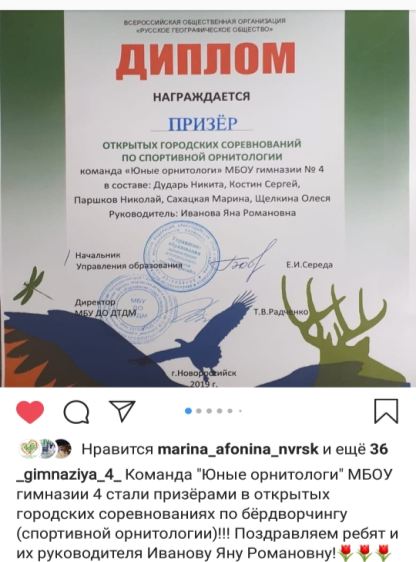 ВСЕРОССИЙСКАЯ ОБЩЕСТВЕННАЯ ОРГАНИЗАЦИЯ
«РУССКОЕ ГЕОГРАФИЧЕСКОЕ ОБЩЕСТВО»
ДИПЛОМ
НАГРАЖДАЕТСЯ
ПРИЗЁР
ОТКРЫТЫХ ГОРОДСКИХ СОРЕВНОВАНИЙ
ПО СПОРТИВНОЙ ОРНИТОЛОГИИ
команда «Юные орнитологи» МБОУ гимназии № 4
в составе: Дударь Никита, Костин Сергей,
Паршков Николай, Сахацкая Марина, Щелкина Олеся
Руководитель: Иванова Яна Романовна
Начальник
Управления образования
Е.И.Середа
Директор
МБУ ДО ДТДМ
Т.В.Радченко
МБУ
ДО
ДТДМ
г.Новороссийск
2019 г.
Нравится marina_afonina_nvrsk и ещё 36
_gimnaziya_4_ Команда "Юные орнитологи" МБОУ
гимназии 4 стали призёрами в открытых
городских соревнованиях по бёрдворчингу
(спортивной орнитологии)!!! Поздравляем ребят и
их руководителя Иванову Яну Романовну!🌷🌷🌷